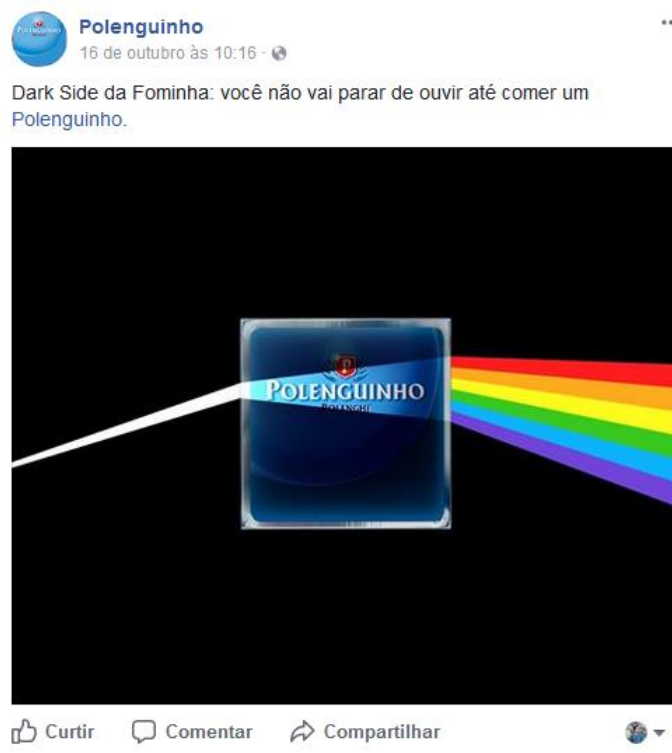 Polenguinho
16 de outubro às 10:16 ·
Dark Side da Fominha: você não vai parar de ouvir até comer um
Polenguinho.
P
POLENGUINHO
POLENGHI
Curtir Comentar Compartilhar